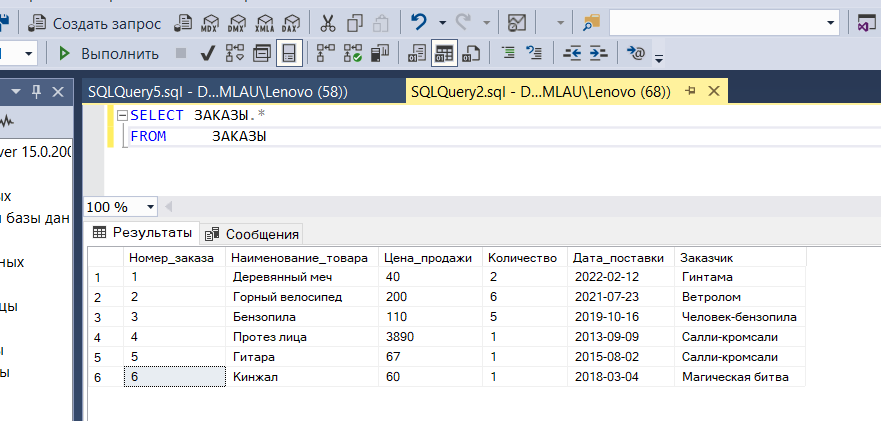 Создать запрос
MDX DMX XMLA DAX
Выполнить
SQLQuery5.sql - D...MLAU\Lenovo (58))
SQLQuery2.sql - D...MLAU\Lenovo (68))
SELECT ЗАКАЗЫ.*
FROM ЗАКАЗЫ
ver 15.0.200
ых
базы дан
ных
цы
ы
ы
100 %
Результаты Сообщения
Номер_заказа Наименование_товара Цена_продажи Количество Дата_поставки Заказчик
1 1 Деревянный меч 40 2 2022-02-12 Гинтама
2 2 Горный велосипед 200 6 2021-07-23 Ветролом
3 3 Бензопила 110 5 2019-10-16 Человек-бензопила
4 4 Протез лица 3890 1 2013-09-09 Салли-кромсали
5 5 Гитара 67 1 2015-08-02 Салли-кромсали
6 6 Кинжал 60 1 2018-03-04 Магическая битва